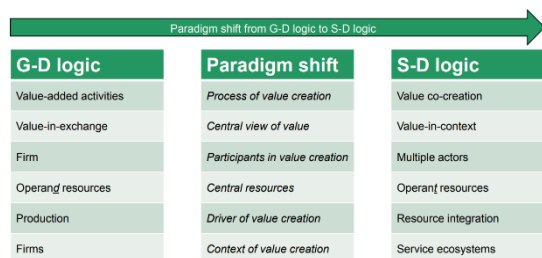 Paradigm shift from G-D logic to S-D logic
G-D logic Paradigm shift S-D logic
Value-added activities Process of value creation Value co-creation
Value-in-exchange Central view of value Value-in-context
Firm Participants in value creation Multiple actors
Operand resources Central resources Operant resources
Production Driver of value creation Resource integration
Firms Context of value creation Service ecosystems